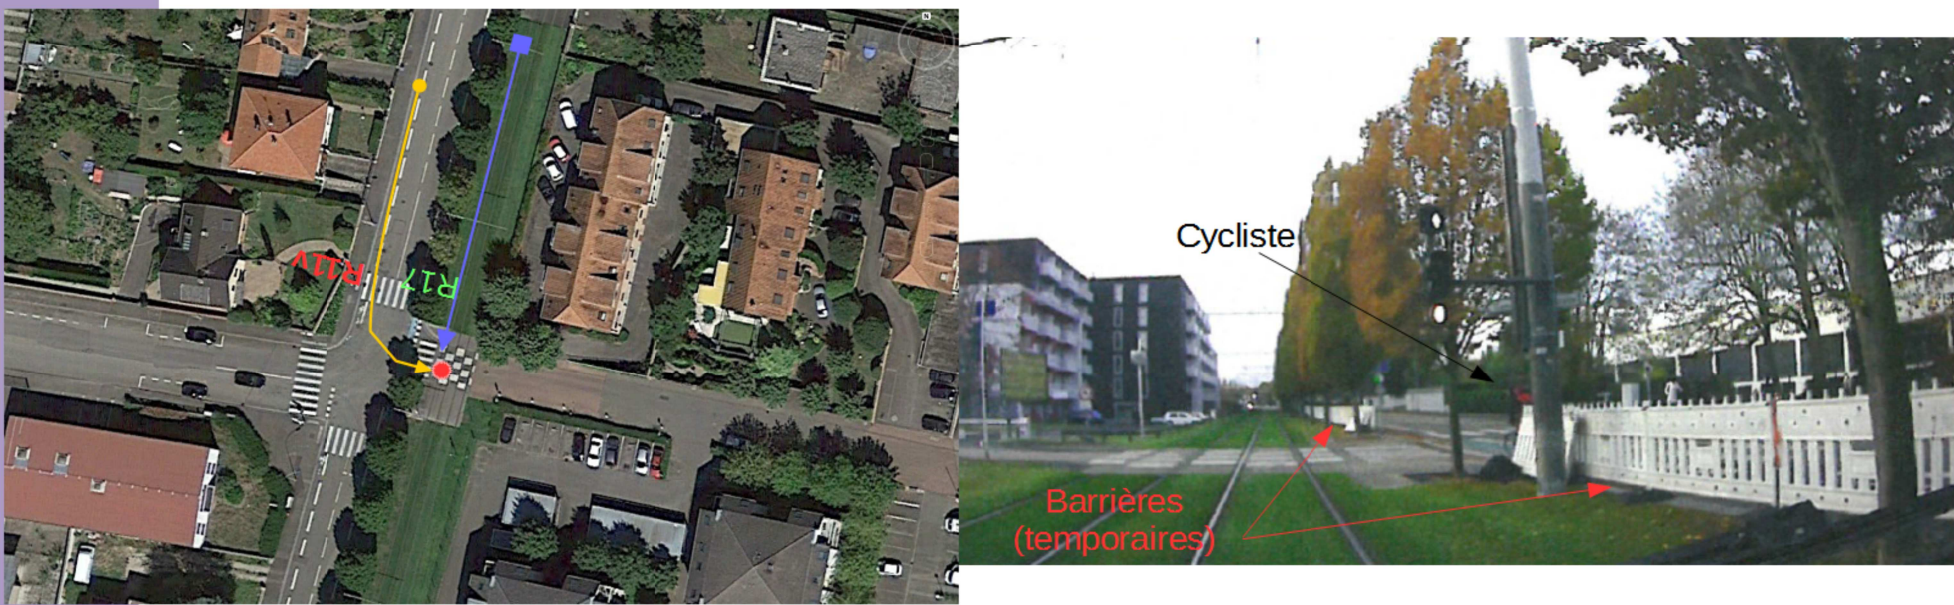 N
R11v
R17
Cycliste
Barrières
(temporaires)